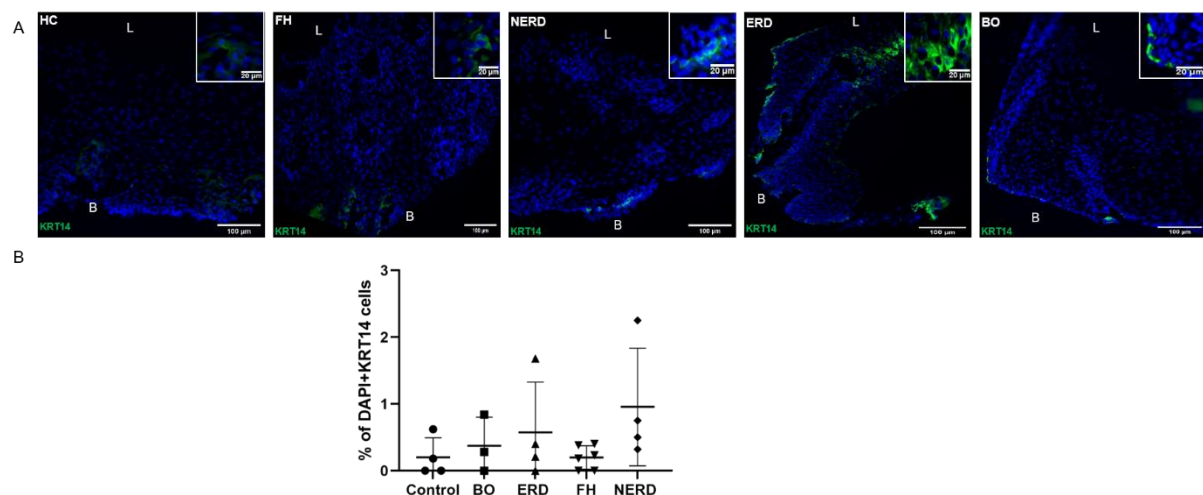 A
HC
L
20 µm
B
KRT14
100 µm
FH
L
20 µm
B
KRT14
100 µm
NERD
20 µm
L
B
KRT14
100 µm
ERD
L
20 µm
B
KRT14
100 µm
BO
L
20 µm
B
KRT14
100 µm
B
% of DAPI+KRT14 cells
3
2
1
0
Control BO ERD FH NERD